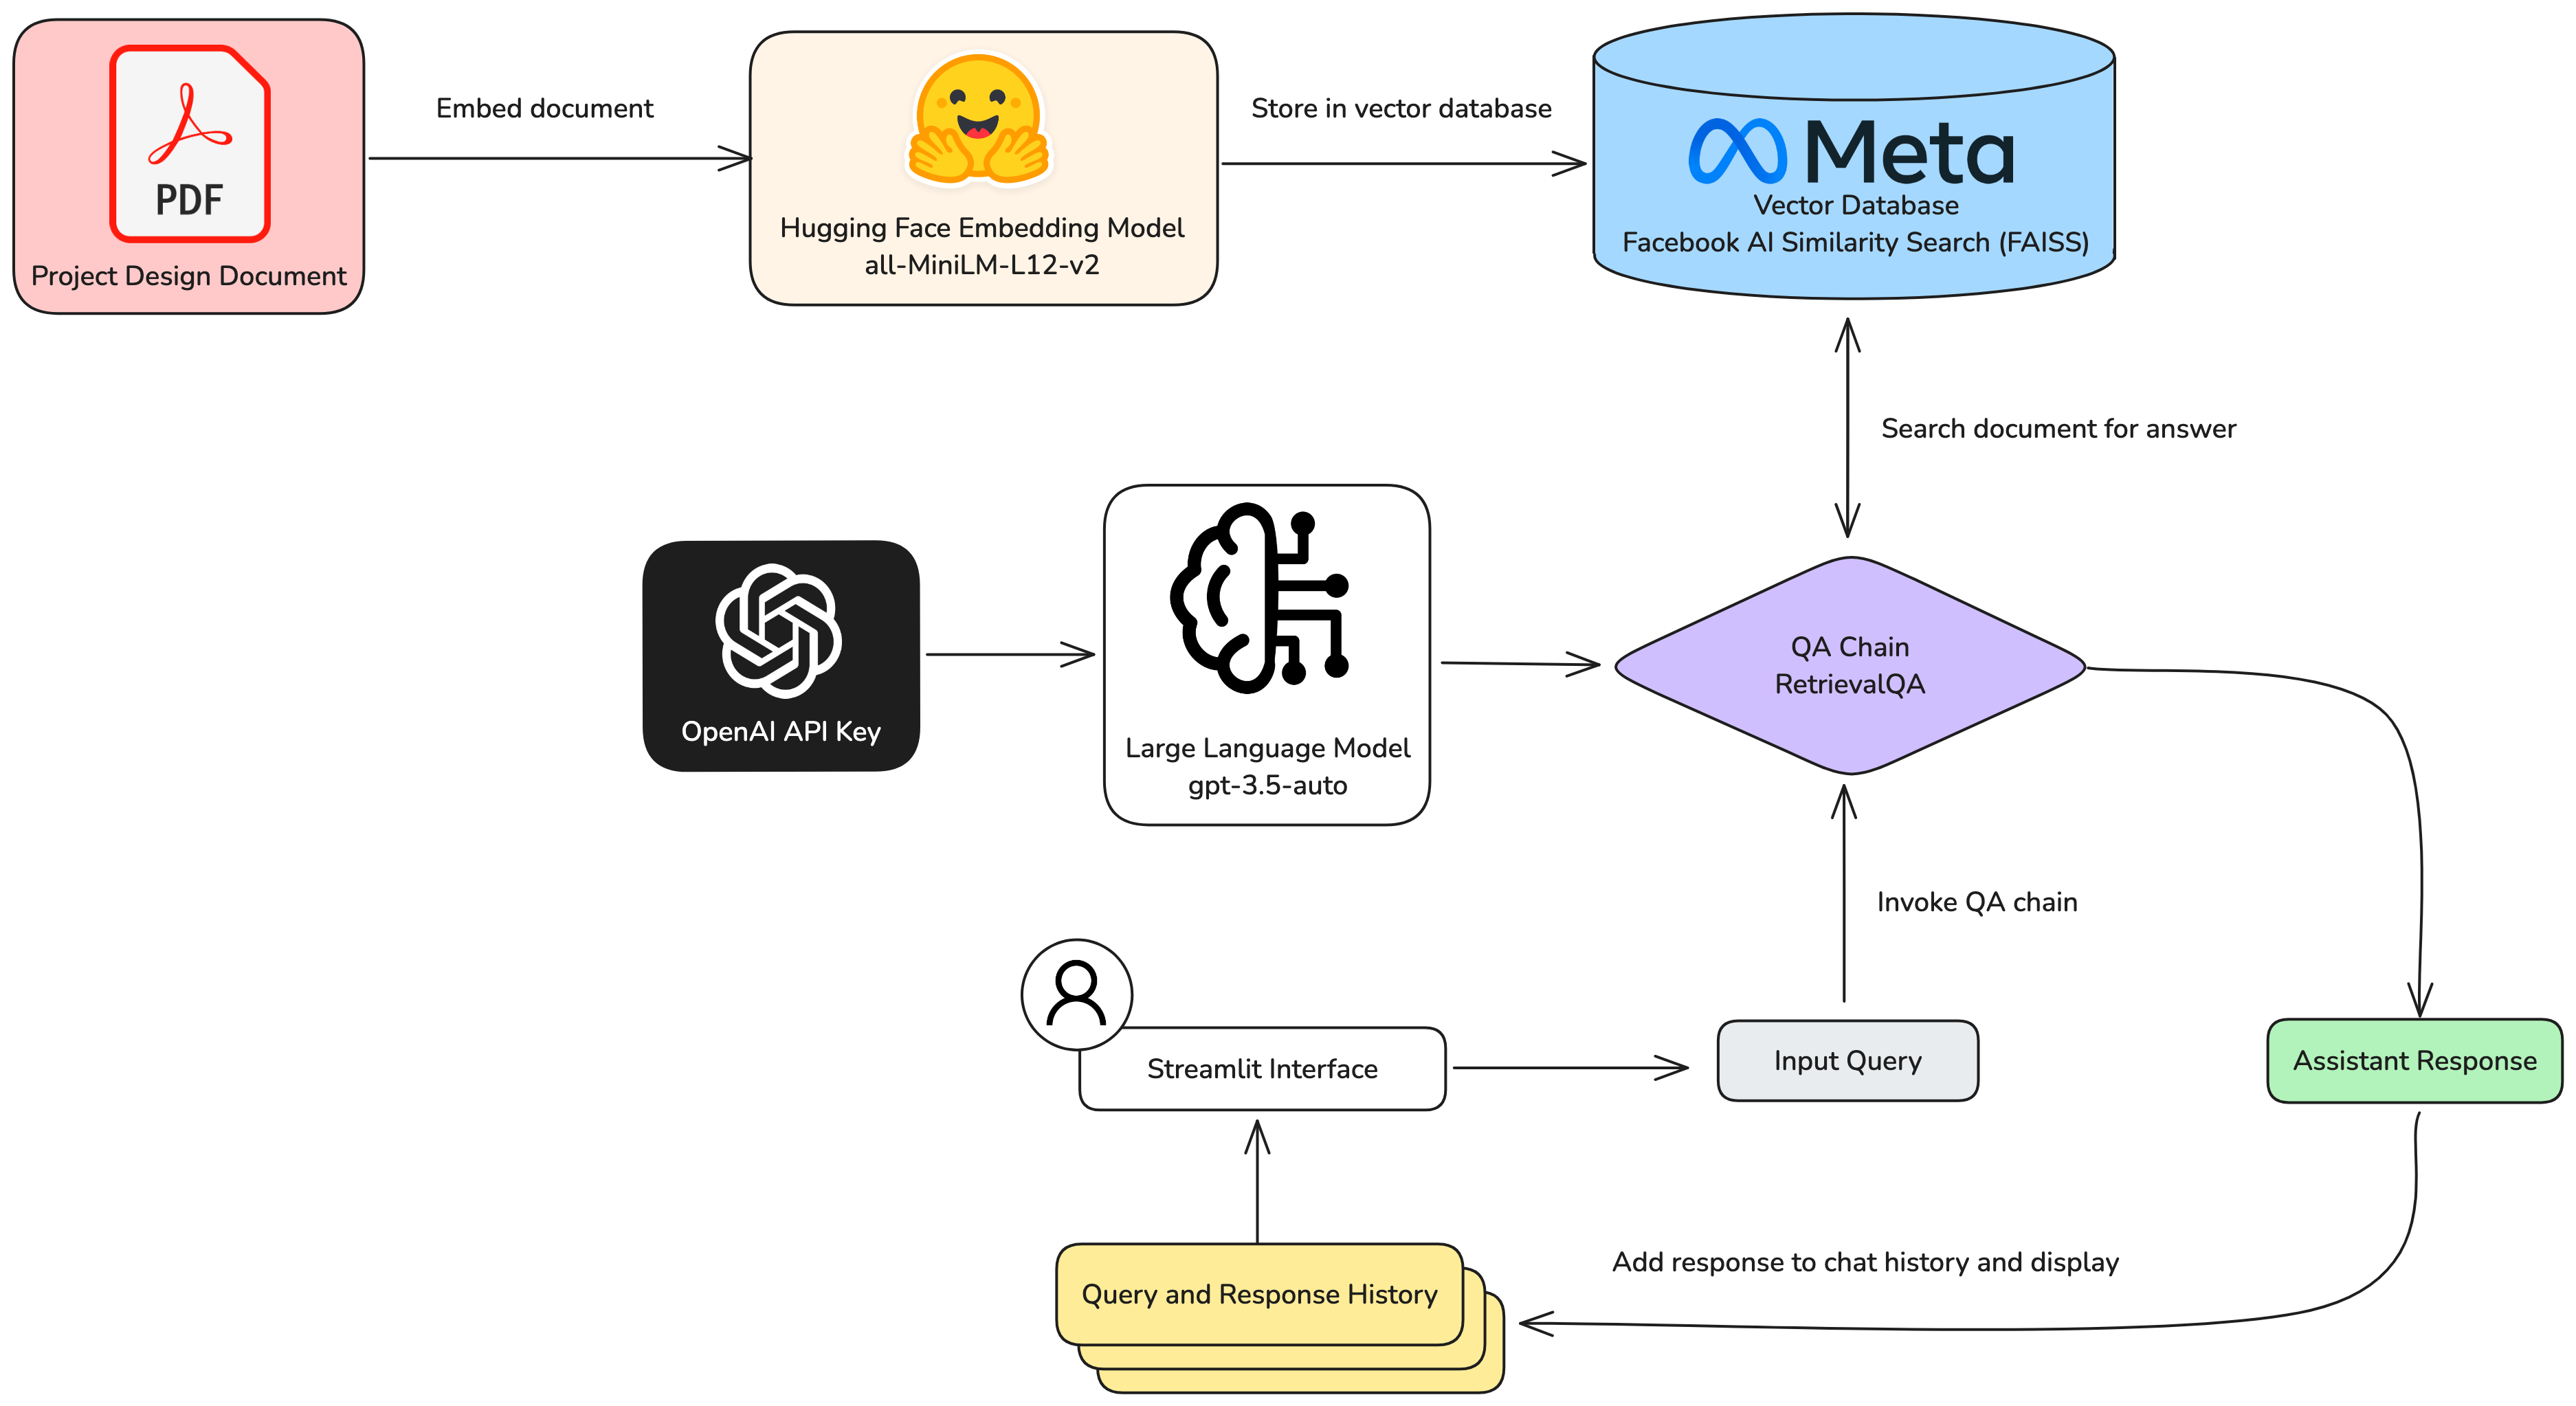 PDF
Project Design Document
Embed document
Hugging Face Embedding Model
all-MiniLM-L12-v2
Store in vector database
Meta
Vector Database
Facebook AI Similarity Search (FAISS)
Search document for answer
OpenAI API Key
Large Language Model
gpt-3.5-auto
QA Chain
RetrievalQA
Invoke QA chain
Streamlit Interface
Input Query
Assistant Response
Add response to chat history and display
Query and Response History